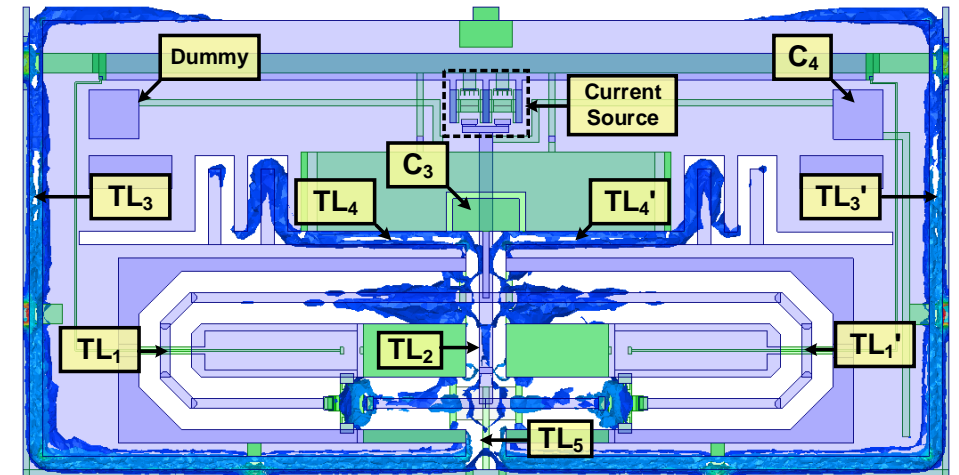 Dummy
C4
Current
Source
C3
TL3
TL4
TL4'
TL3'
TL1
TL2
TL1'
TL5